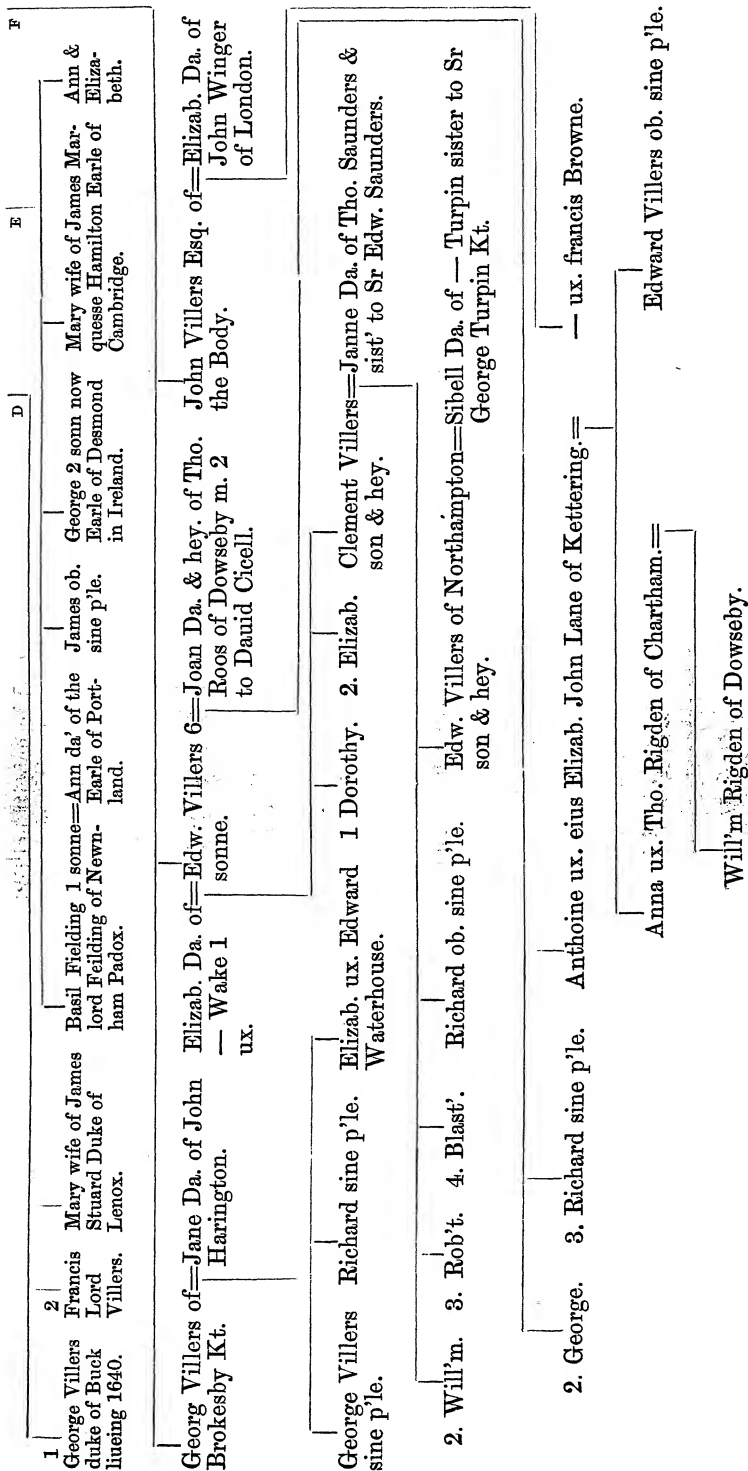 D E F
1
George Villers
duke of Buck
liueing 1640.
2
Francis
Lord
Villers.
Mary wife of James
Stuard Duke of
Lenox.
Basil Fielding 1 sonne=Ann da' of the
lord Feilding of Newn- Earle of Port-
ham Padox. land.
James ob.
sine p'le.
George 2 sonn now
Earle of Desmond
in Ireland.
Mary wife of James Mar-
quesse Hamilton Earle of
Cambridge.
Ann &
Eliza-
beth.
Georg Villers of=Jane Da. of John
Brokesby Kt. Harington.
Elizab. Da. of=Edw. Villers 6=Joan Da. & hey. of Tho.
— Wake 1 sonne. Roos of Dowseby m. 2
ux. to Dauid Cicell.
John Villers Esq. of=Elizab. Da. of
the Body. John Winger
of London.
George Villers
sine p'le.
Richard sine p'le.
Elizab. ux. Edward
Waterhouse.
1 Dorothy. 2. Elizab.
Clement Villers=Janne Da. of Tho. Saunders &
son & hey. sist' to Sr Edw. Saunders.
2. Will'm. 3. Rob't. 4. Blast'. Richard ob. sine p'le.
Edw. Villers of Northampton=Sibell Da. of — Turpin sister to Sr
son & hey. George Turpin Kt.
2. George. 3. Richard sine p'le. Anthoine ux. eius Elizab. John Lane of Kettering.= — ux. francis Browne.
Anna ux. Tho. Rigden of Chartham.= Edward Villers ob. sine p'le.
Will'm Rigden of Dowseby.